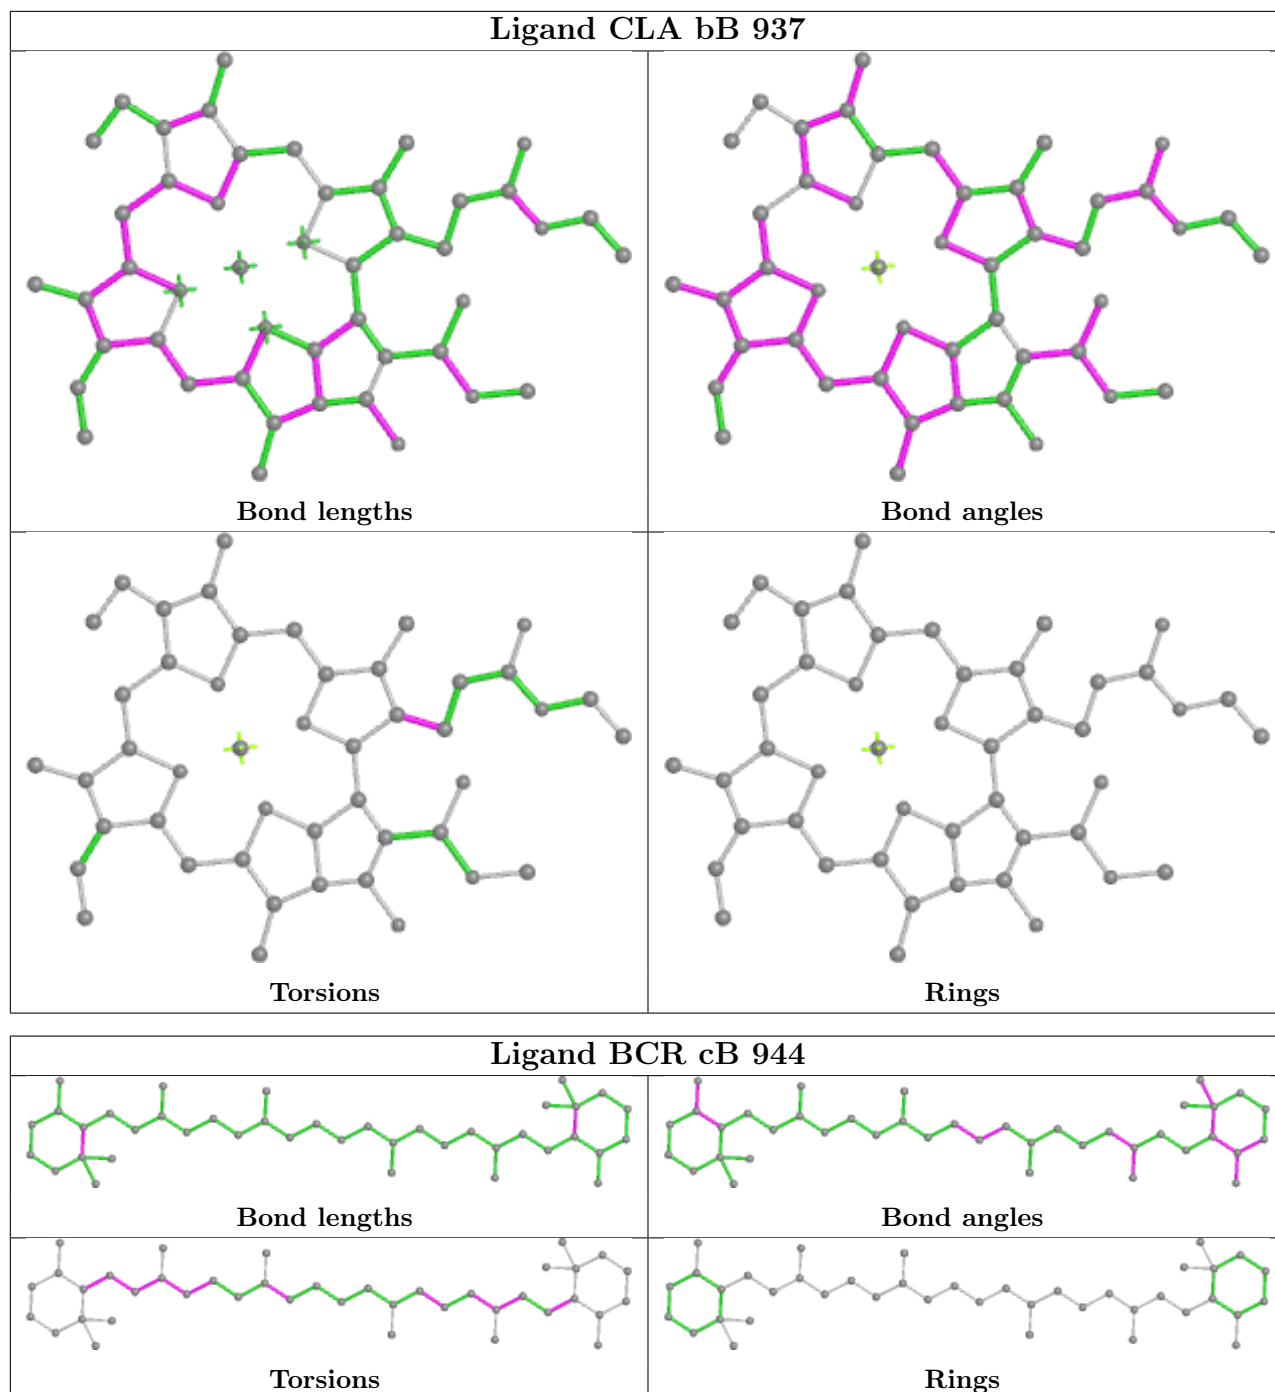 Ligand CLA bB 937
Bond lengths
Bond angles
Torsions
Rings
Ligand BCR cB 944
Bond lengths
Bond angles
Torsions
Rings